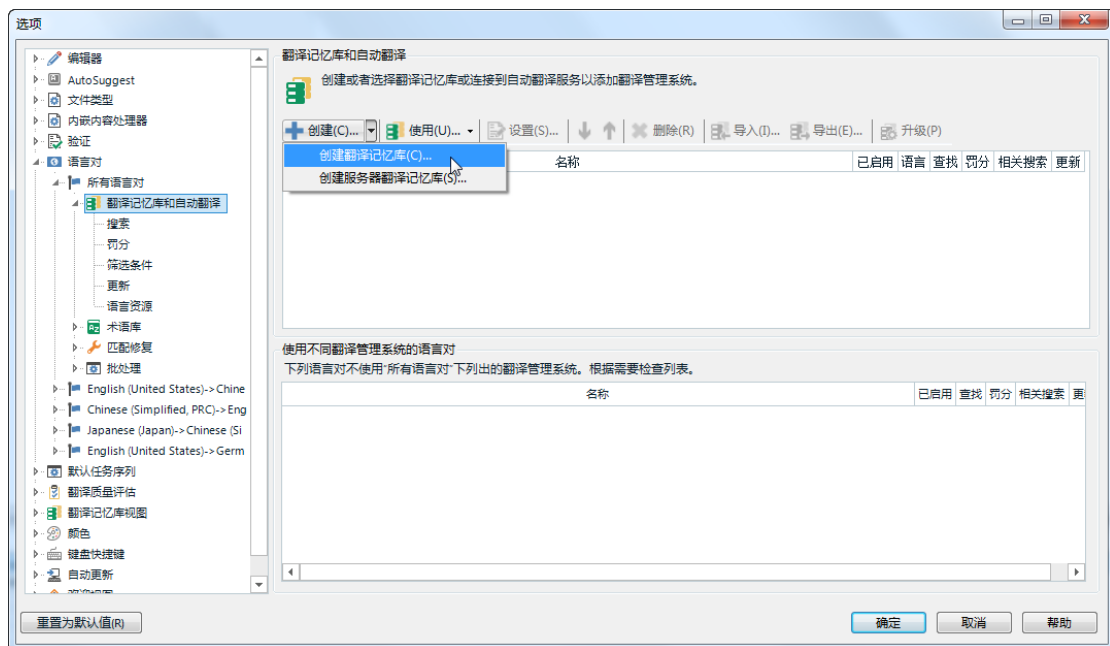 选项
编辑器
AutoSuggest
文件类型
内嵌内容处理器
验证
语言对
所有语言对
翻译记忆库和自动翻译
搜索
罚分
筛选条件
更新
语言资源
术语库
匹配修复
批处理
English (United States)->Chine
Chinese (Simplified, PRC)->Eng
Japanese (Japan)->Chinese (Si
English (United States)->Germ
默认任务序列
翻译质量评估
翻译记忆库视图
颜色
键盘快捷键
自动更新
翻译记忆库和自动翻译
创建或者选择翻译记忆库或连接到自动翻译服务以添加翻译管理系统。
创建(C)... 使用(U)... 设置(S)... 删除(R) 导入(I)... 导出(E)... 升级(P)
创建翻译记忆库(C)...
创建服务器翻译记忆库(S)...
名称 已启用 语言 查找 罚分 相关搜索 更新
使用不同翻译管理系统的语言对
下列语言对不使用"所有语言对"下列出的翻译管理系统。根据需要检查列表。
名称 已启用 查找 罚分 相关搜索 更
重置为默认值(R) 确定 取消 帮助